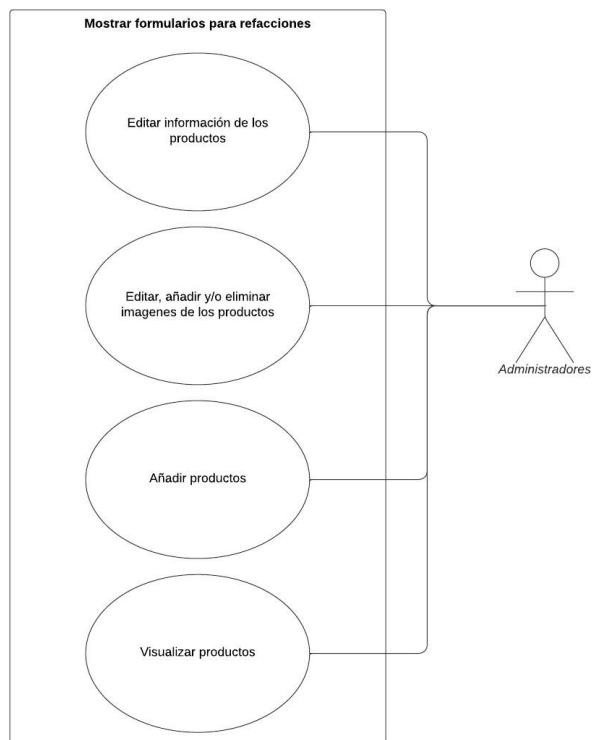 Mostrar formularios para refacciones
Editar información de los
productos
Editar, añadir y/o eliminar
imagenes de los productos
Administradores
Añadir productos
Visualizar productos